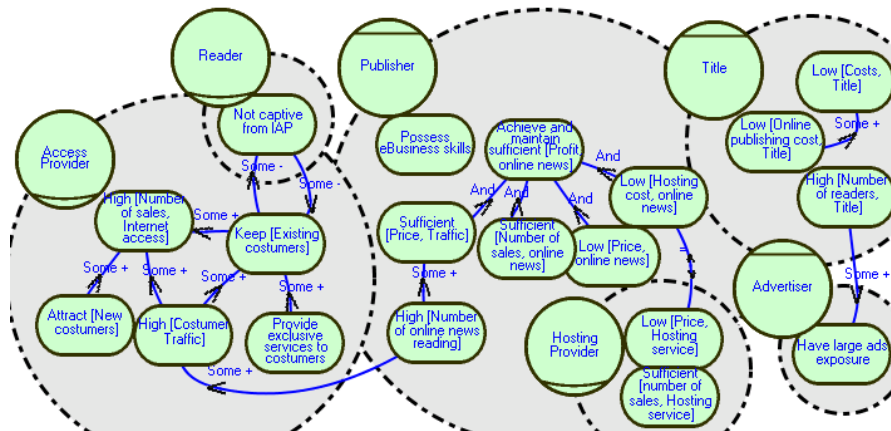 Reader
Publisher
Title
Low [Costs,
Title]
Not captive
from IAP
Access
Provider
Possess
eBusiness skills
Achieve and
maintain
sufficient [Profit,
online news]
Low [Online
publishing cost,
Title]
Some +
And
Some -
Some -
Low [Hosting
cost, online
news]
High [Number of
readers, Title]
High [Number
of sales,
Internet
access]
Some +
Keep [Existing
costumers]
And
And
And
Sufficient
[Price, Traffic]
Sufficient
[Number of
sales, online
news]
Low [Price,
online news]
=
Some +
Some +
Some +
Some +
Some +
Some +
Advertiser
Attract [New
costumers]
High [Costumer
Traffic]
Provide
exclusive
services to
costumers
High [Number
of online news
reading]
Hosting
Provider
Low [Price,
Hosting
service]
Have large ads
exposure
Some +
Sufficient
[number of
sales, Hosting
service]